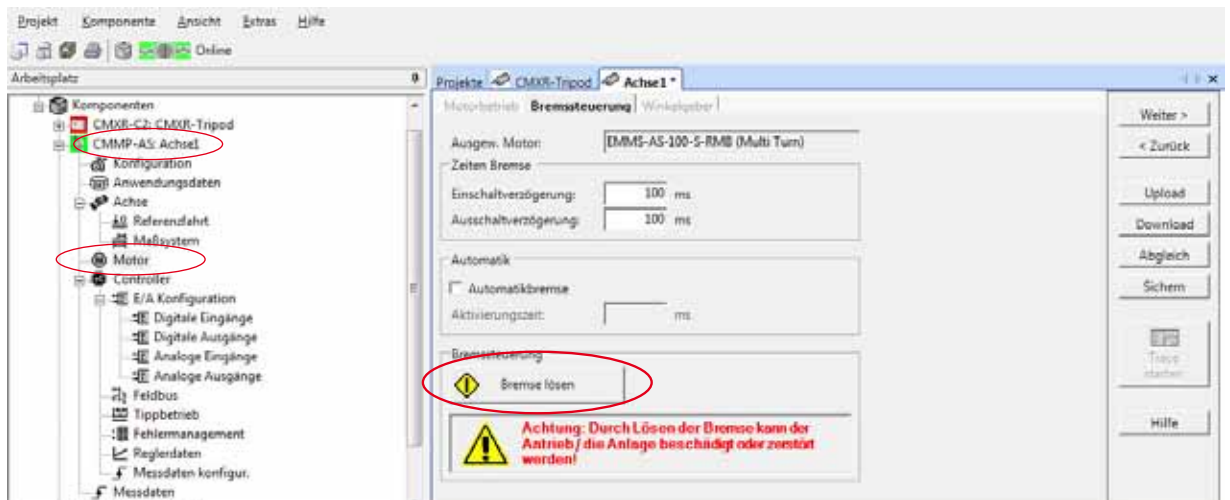 Projekt Komponente Ansicht Extras Hilfe
Online
Arbeitsplatz
Projekte CMXR-Tripod Achse1 *
Komponenten
CMXR-C2: CMXR-Tripod
CMMP-AS: Achse1
Konfiguration
Anwendungsdaten
Achse
Referenzfahrt
Maßsystem
Motor
Controller
E/A Konfiguration
Digitale Eingänge
Digitale Ausgänge
Analoge Eingänge
Analoge Ausgänge
Feldbus
Tippbetrieb
Fehlermanagement
Reglerdaten
Messdaten konfigur.
Messdaten
Motorbetrieb Bremssteuerung Winkelgeber
Ausgew. Motor: EMMS-AS-100-S-RMB (Multi Turn)
Zeiten Bremse
Einschaltverzögerung: 100 ms
Ausschaltverzögerung: 100 ms
Automatik
Automatikbremse
Aktivierungszeit: ms
Bremssteuerung
Bremse lösen
Achtung: Durch Lösen der Bremse kann der
Antrieb / die Anlage beschädigt oder zerstört
werden!
Weiter >
< Zurück
Upload
Download
Abgleich
Sichern
Trace
starten
Hilfe